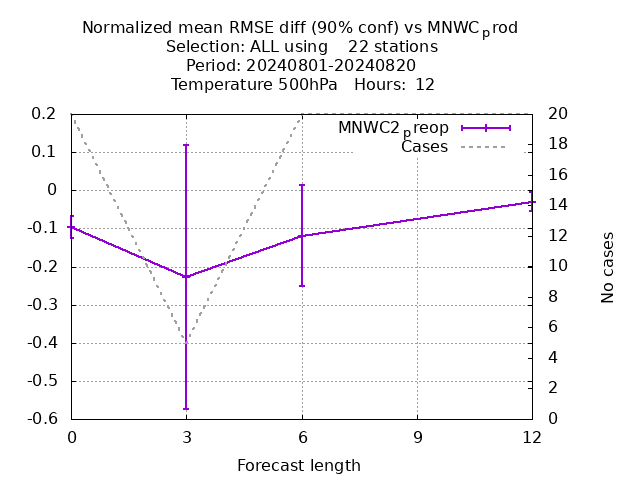 Normalized mean RMSE diff (90% conf) vs MNWCprod
Selection: ALL using    22 stations
Period: 20240801-20240820
Temperature 500hPa   Hours:  12
MNWC2preop
Cases
0.2
0.1
0
-0.1
-0.2
-0.3
-0.4
-0.5
-0.6
20
18
16
14
12
10
8
6
4
2
0
No cases
0 3 6 9 12
Forecast length